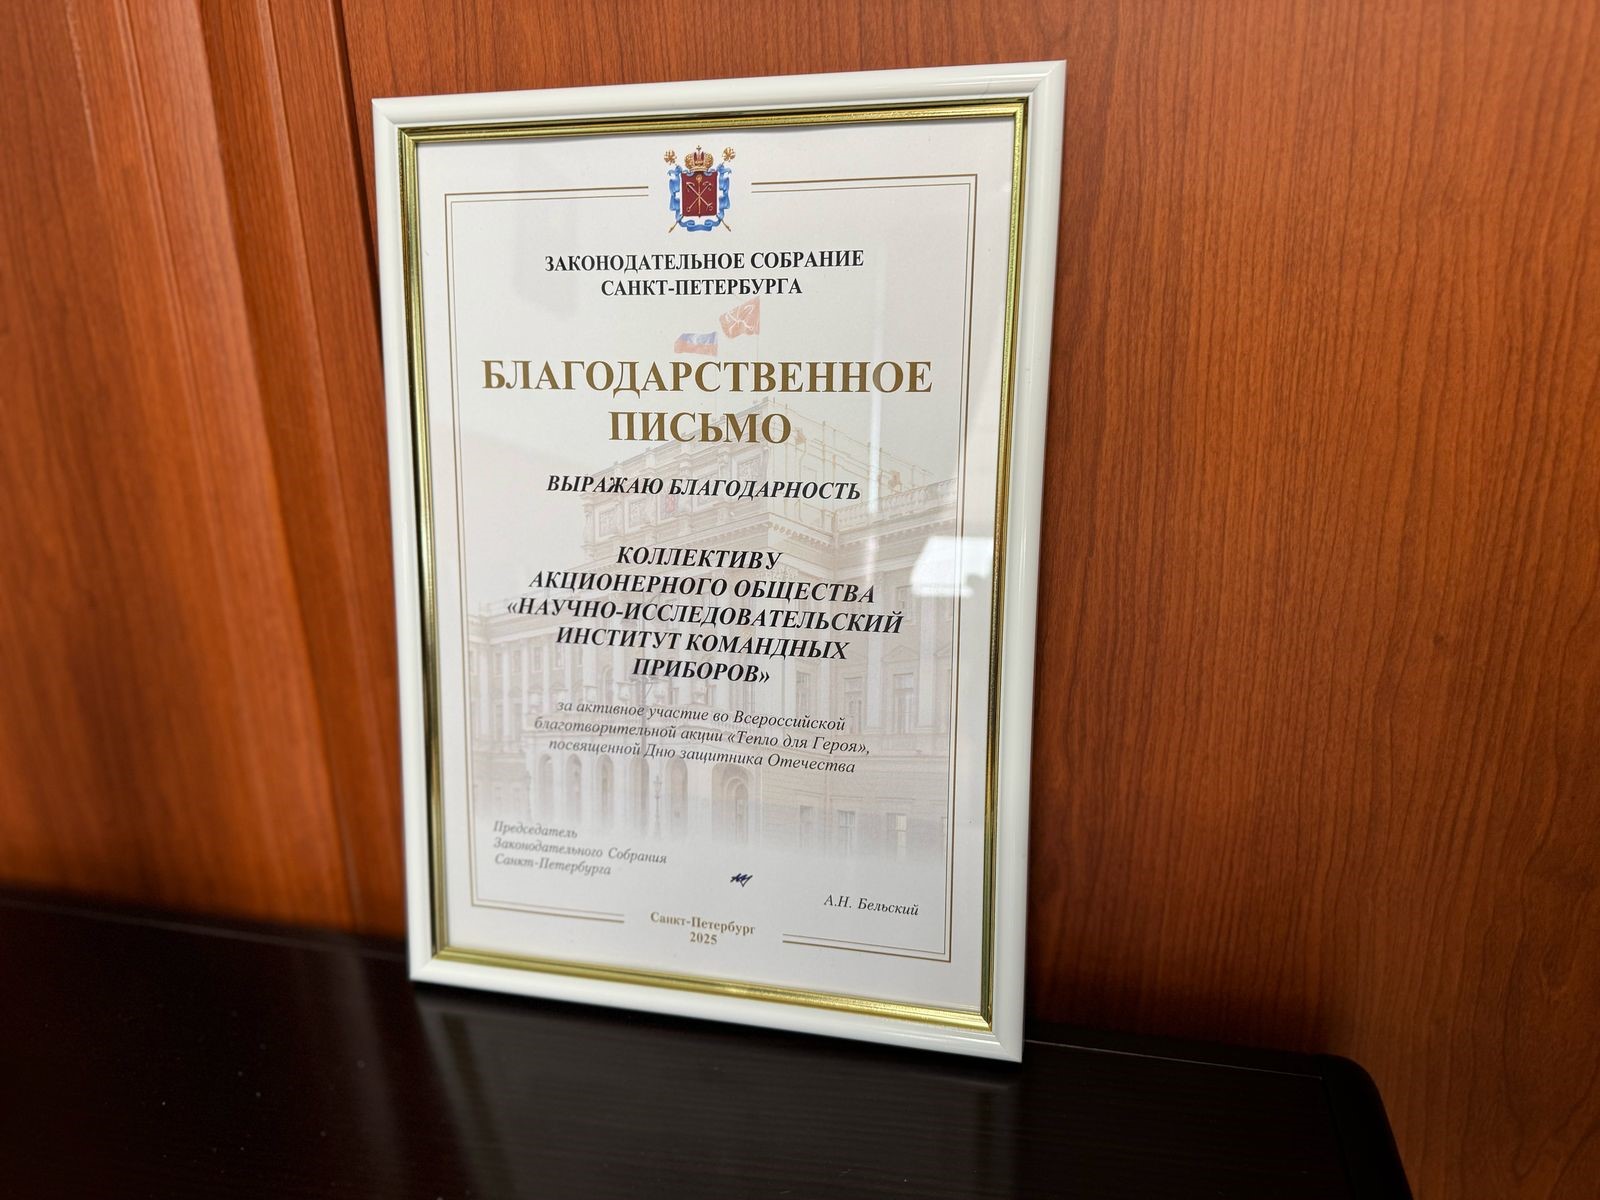 ЗАКОНОДАТЕЛЬНОЕ СОБРАНИЕ
САНКТ-ПЕТЕРБУРГА
БЛАГОДАРСТВЕННОЕ
ПИСЬМО
ВЫРАЖАЮ БЛАГОДАРНОСТЬ
КОЛЛЕКТИВУ
АКЦИОНЕРНОГО ОБЩЕСТВА
«НАУЧНО-ИССЛЕДОВАТЕЛЬСКИЙ
ИНСТИТУТ КОМАНДНЫХ
ПРИБОРОВ»
за активное участие во Всероссийской
благотворительной акции «Тепло для Героя»,
посвященной Дню защитника Отечества
Председатель
Законодательного Собрания
Санкт-Петербурга
А.Н. Бельский
Санкт-Петербург
2025